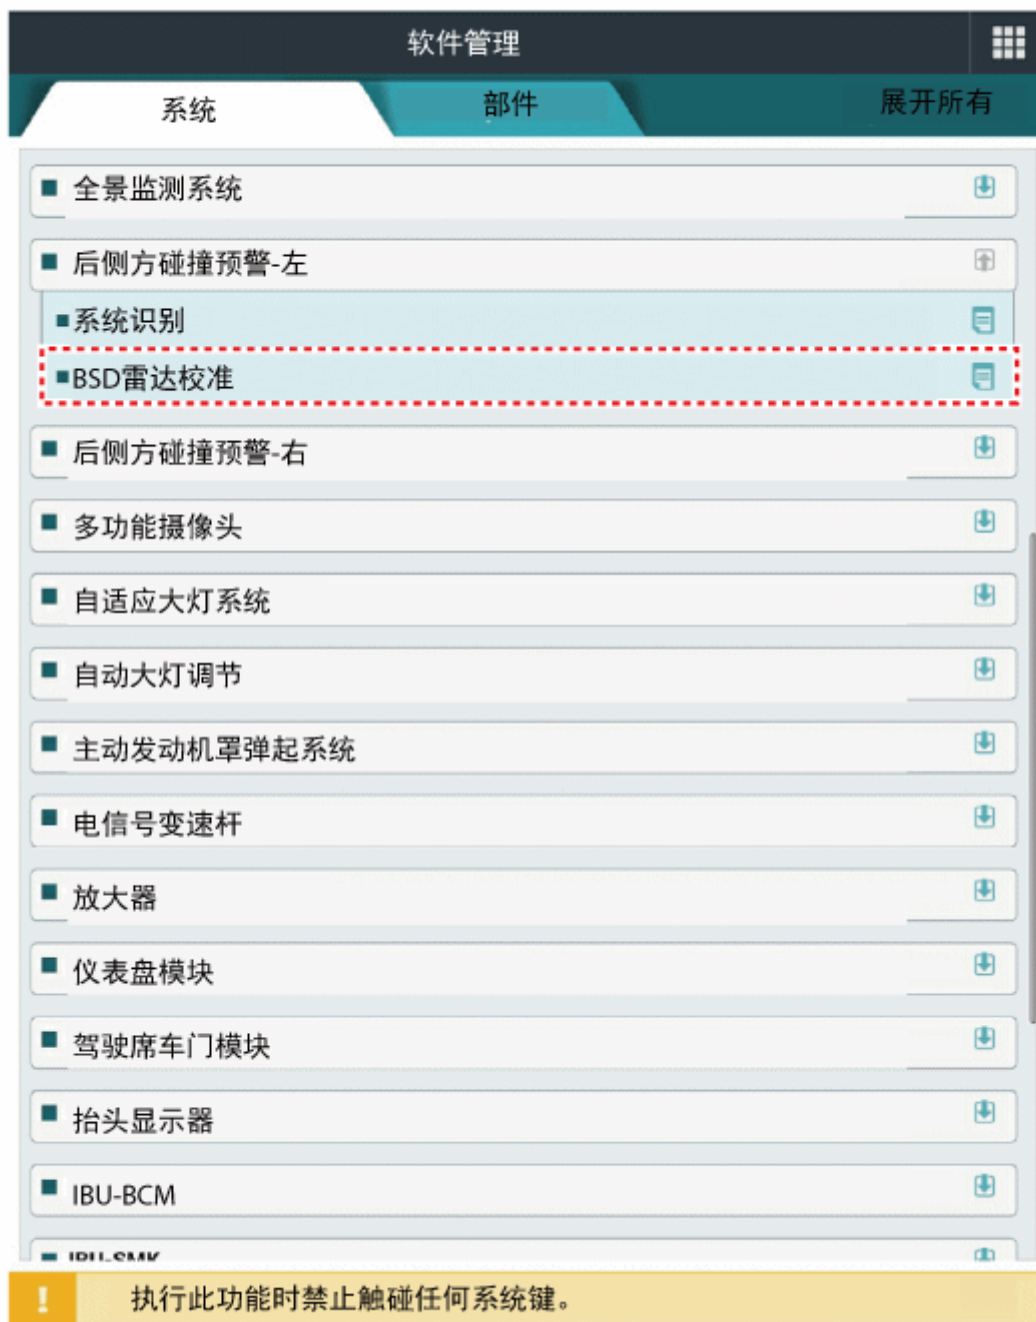 软件管理
系统
部件
展开所有
全景监测系统
后侧方碰撞预警-左
系统识别
BSD雷达校准
后侧方碰撞预警-右
多功能摄像头
自适应大灯系统
自动大灯调节
主动发动机罩弹起系统
电信号变速杆
放大器
仪表盘模块
驾驶席车门模块
抬头显示器
IBU-BCM
IBU-SMK
执行此功能时禁止触碰任何系统键。